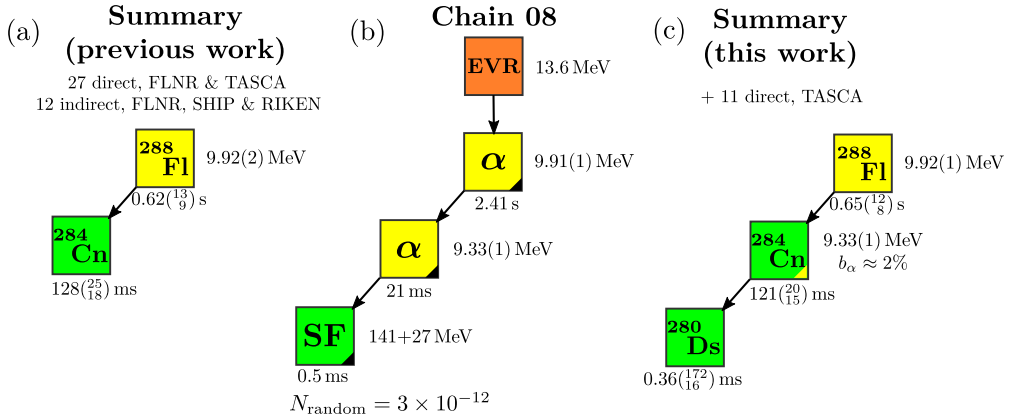 (a)
Summary
(previous work)
27 direct, FLNR & TASCA
12 indirect, FLNR, SHIP & RIKEN
288 Fl
9.92(2) MeV
0.62(13 9) s
284 Cn
128(25 18) ms
(b)
Chain 08
EVR
13.6 MeV
α
9.91(1) MeV
2.41 s
α
9.33(1) MeV
21 ms
SF
141+27 MeV
0.5 ms
N_random = 3 × 10^−12
(c)
Summary
(this work)
+ 11 direct, TASCA
288 Fl
9.92(1) MeV
0.65(12 8) s
284 Cn
9.33(1) MeV
b_α ≈ 2%
121(20 15) ms
280 Ds
0.36(172 16) ms